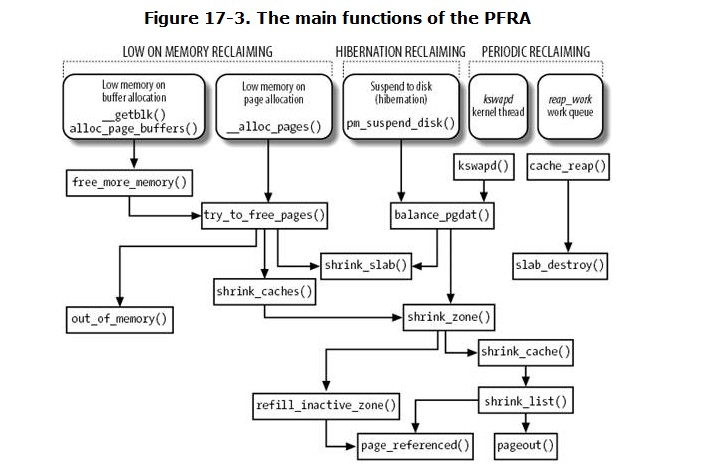 Figure 17-3. The main functions of the PFRA
LOW ON MEMORY RECLAIMING
HIBERNATION RECLAIMING
PERIODIC RECLAIMING
Low memory on
buffer allocation
__getblk()
alloc_page_buffers()
Low memory on
page allocation
__alloc_pages()
Suspend to disk
(hibernation)
pm_suspend_disk()
kswapd
kernel thread
reap_work
work queue
free_more_memory()
kswapd()
cache_reap()
try_to_free_pages()
balance_pgdat()
shrink_slab()
slab_destroy()
shrink_caches()
out_of_memory()
shrink_zone()
shrink_cache()
refill_inactive_zone()
shrink_list()
page_referenced()
pageout()